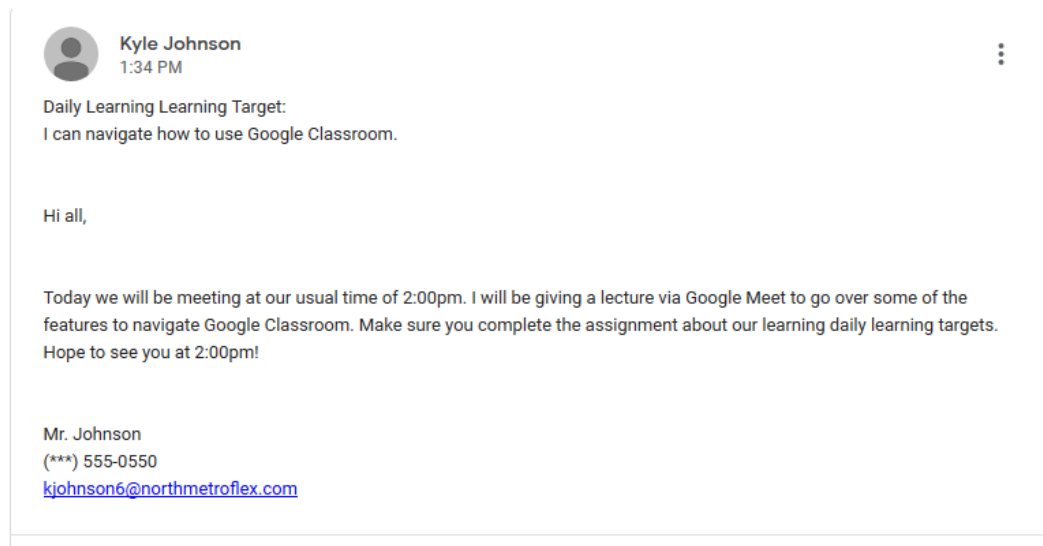 Kyle Johnson
1:34 PM
Daily Learning Learning Target:
I can navigate how to use Google Classroom.
Hi all,
Today we will be meeting at our usual time of 2:00pm. I will be giving a lecture via Google Meet to go over some of the
features to navigate Google Classroom. Make sure you complete the assignment about our learning daily learning targets.
Hope to see you at 2:00pm!
Mr. Johnson
(***) 555-0550
kjohnson6@northmetroflex.com